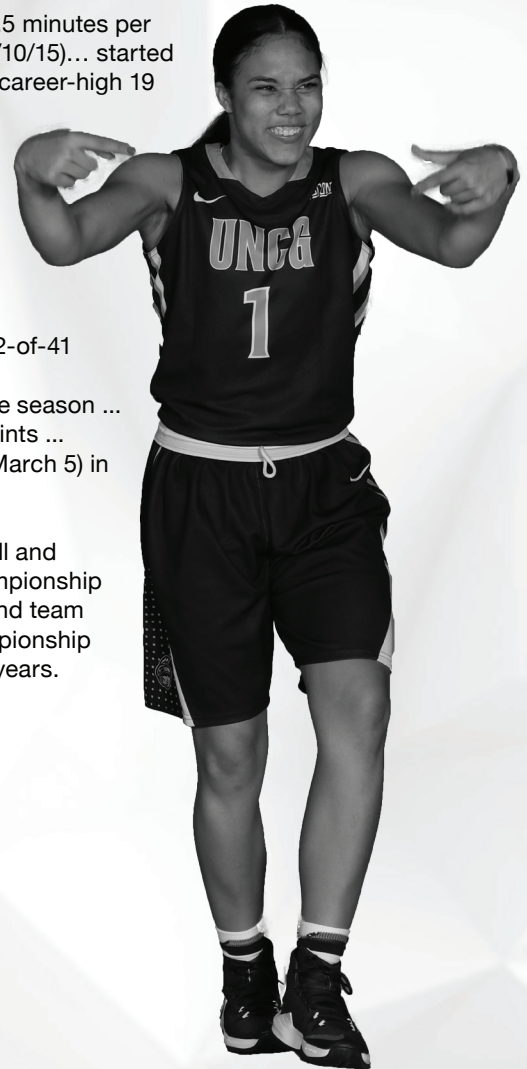 .5 minutes per
/10/15)... started
career-high 19
2-of-41
e season ...
ints ...
March 5) in
ll and
mpionship
nd team
pionship
years.
UNCG
1